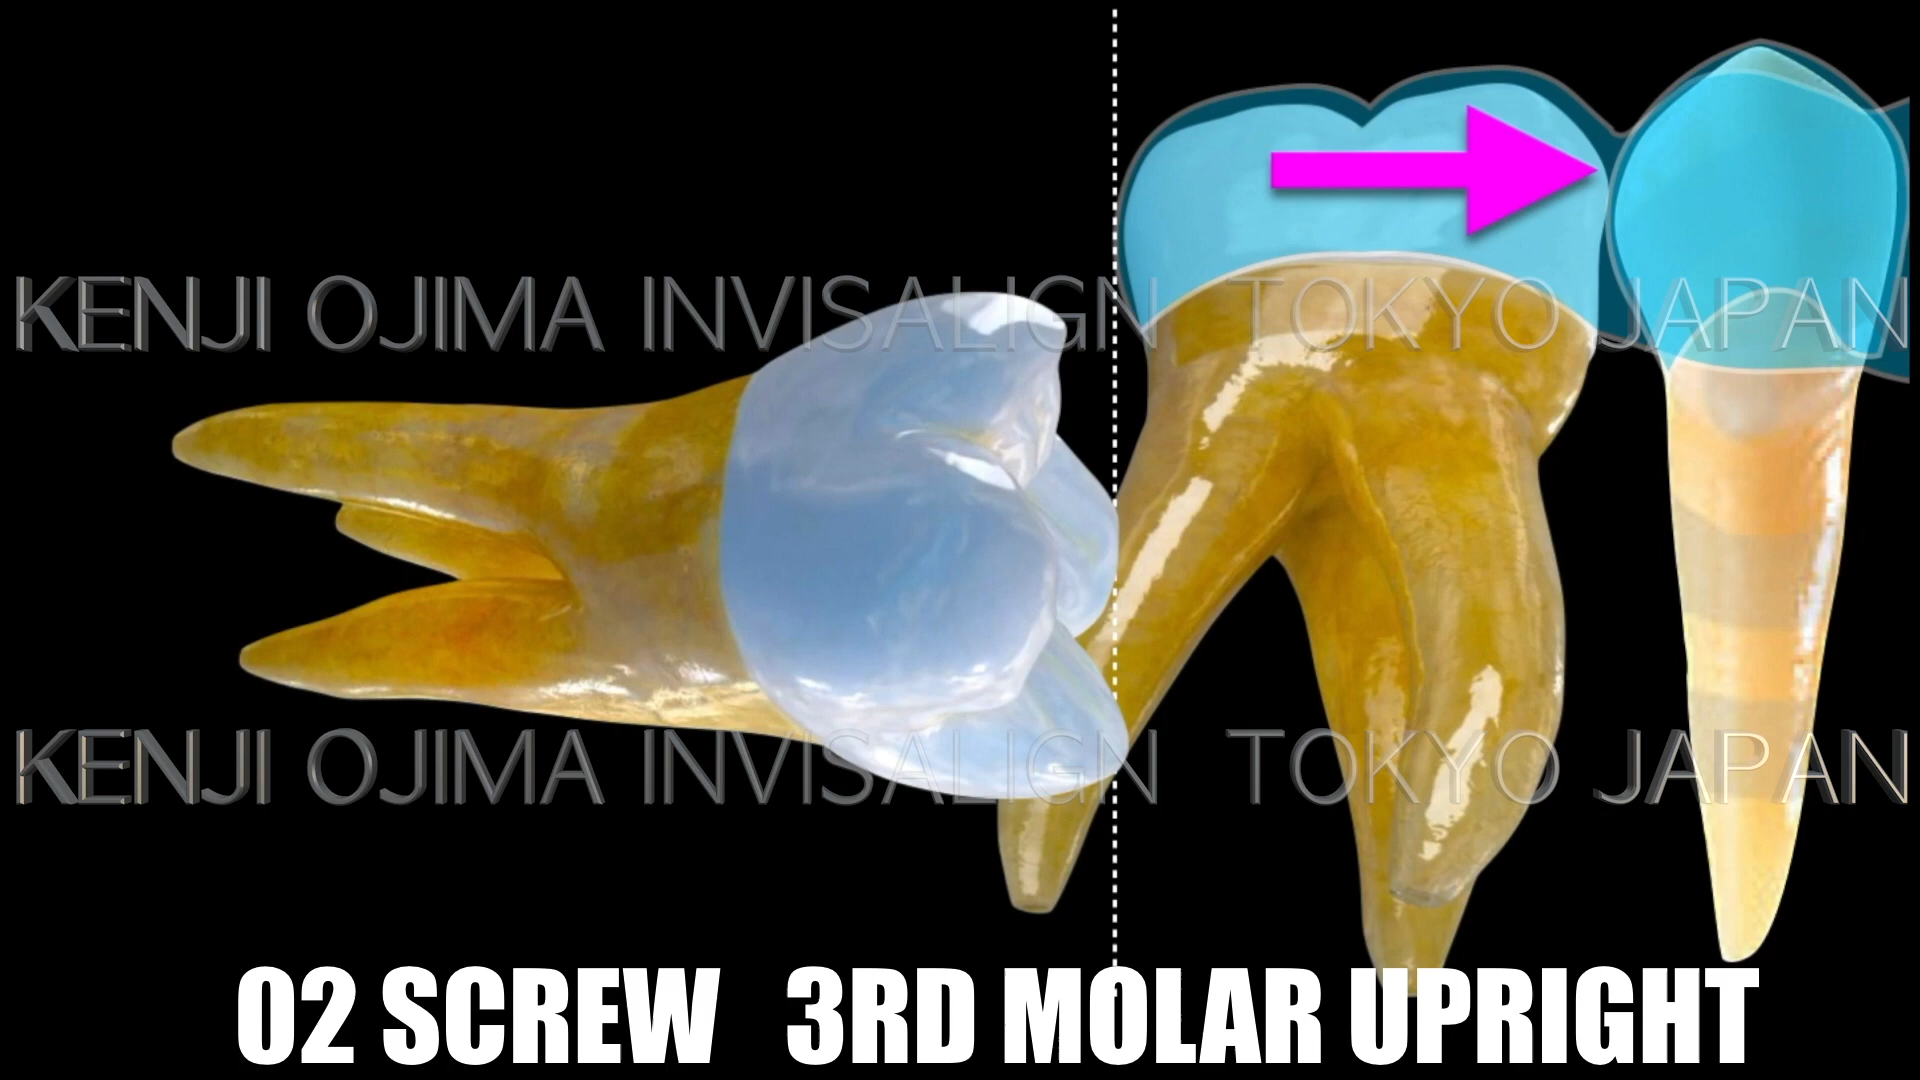 KENJI OJIMA INVISALIGN TOKYO JAPAN
KENJI OJIMA INVISALIGN TOKYO JAPAN
02 SCREW 3RD MOLAR UPRIGHT